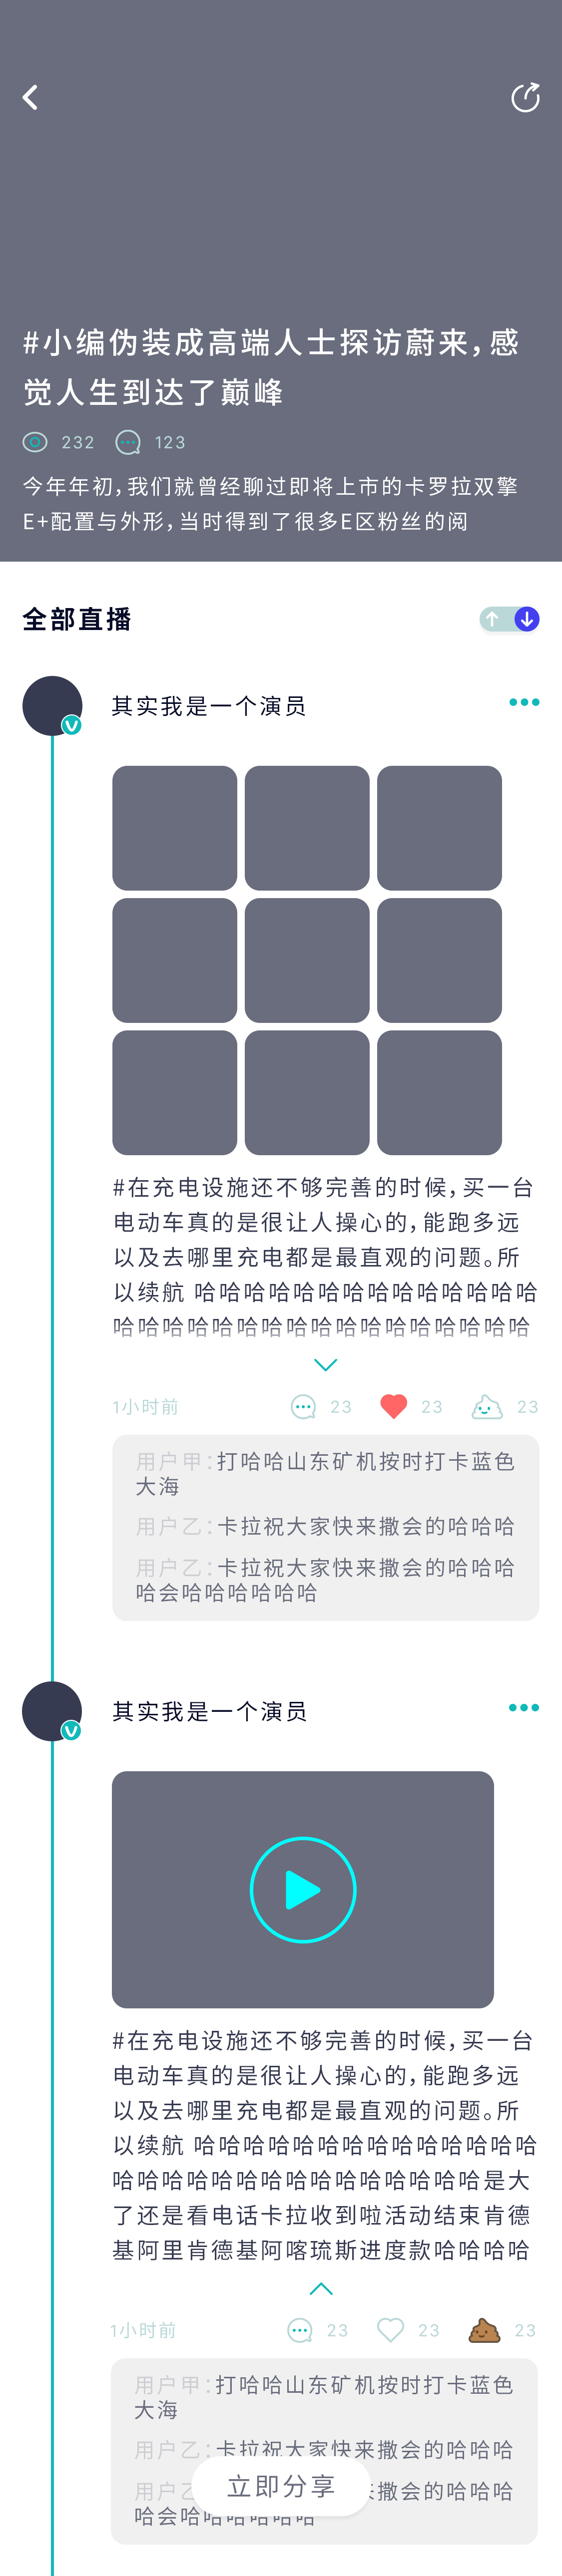 #小编伪装成高端人士探访蔚来，感
觉人生到达了巅峰
232 123
今年年初，我们就曾经聊过即将上市的卡罗拉双擎
E+配置与外形，当时得到了很多E区粉丝的阅
全部直播
其实我是一个演员
#在充电设施还不够完善的时候，买一台
电动车真的是很让人操心的，能跑多远
以及去哪里充电都是最直观的问题。所
以续航 哈哈哈哈哈哈哈哈哈哈哈哈哈哈
哈哈哈哈哈哈哈哈哈哈哈哈哈哈哈哈哈
1小时前 23 23 23
用户甲：打哈哈山东矿机按时打卡蓝色
大海
用户乙：卡拉祝大家快来撒会的哈哈哈
用户乙：卡拉祝大家快来撒会的哈哈哈
哈会哈哈哈哈哈哈
其实我是一个演员
#在充电设施还不够完善的时候，买一台
电动车真的是很让人操心的，能跑多远
以及去哪里充电都是最直观的问题。所
以续航 哈哈哈哈哈哈哈哈哈哈哈哈哈哈
哈哈哈哈哈哈哈哈哈哈哈哈哈哈哈是大
了还是看电话卡拉收到啦活动结束肯德
基阿里肯德基阿喀琉斯进度款哈哈哈哈
1小时前 23 23 23
用户甲：打哈哈山东矿机按时打卡蓝色
大海
用户乙：卡拉祝大家快来撒会的哈哈哈
用户 撒会的哈哈哈
立即分享
哈会哈哈哈哈哈哈